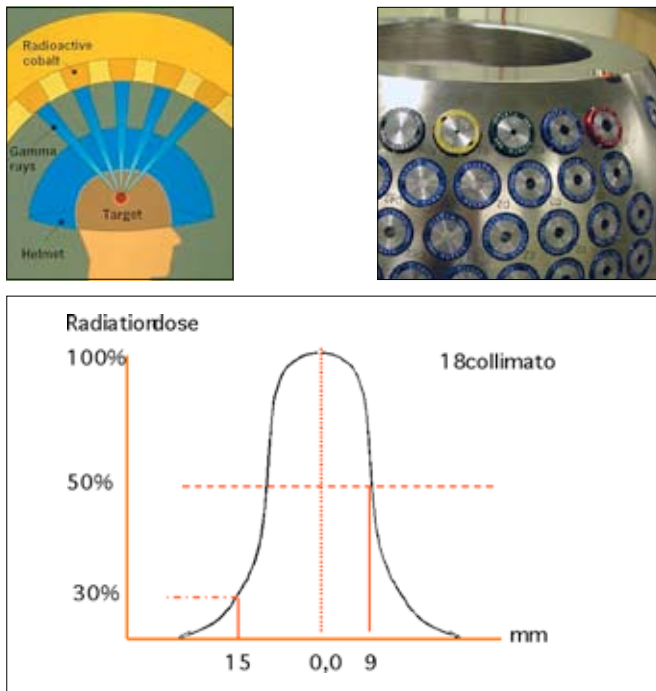 Radioactive
cobalt
Gamma
rays
Target
Helmet
Radiationdose
100%
18collimato
50%
30%
mm
15 0,0 9